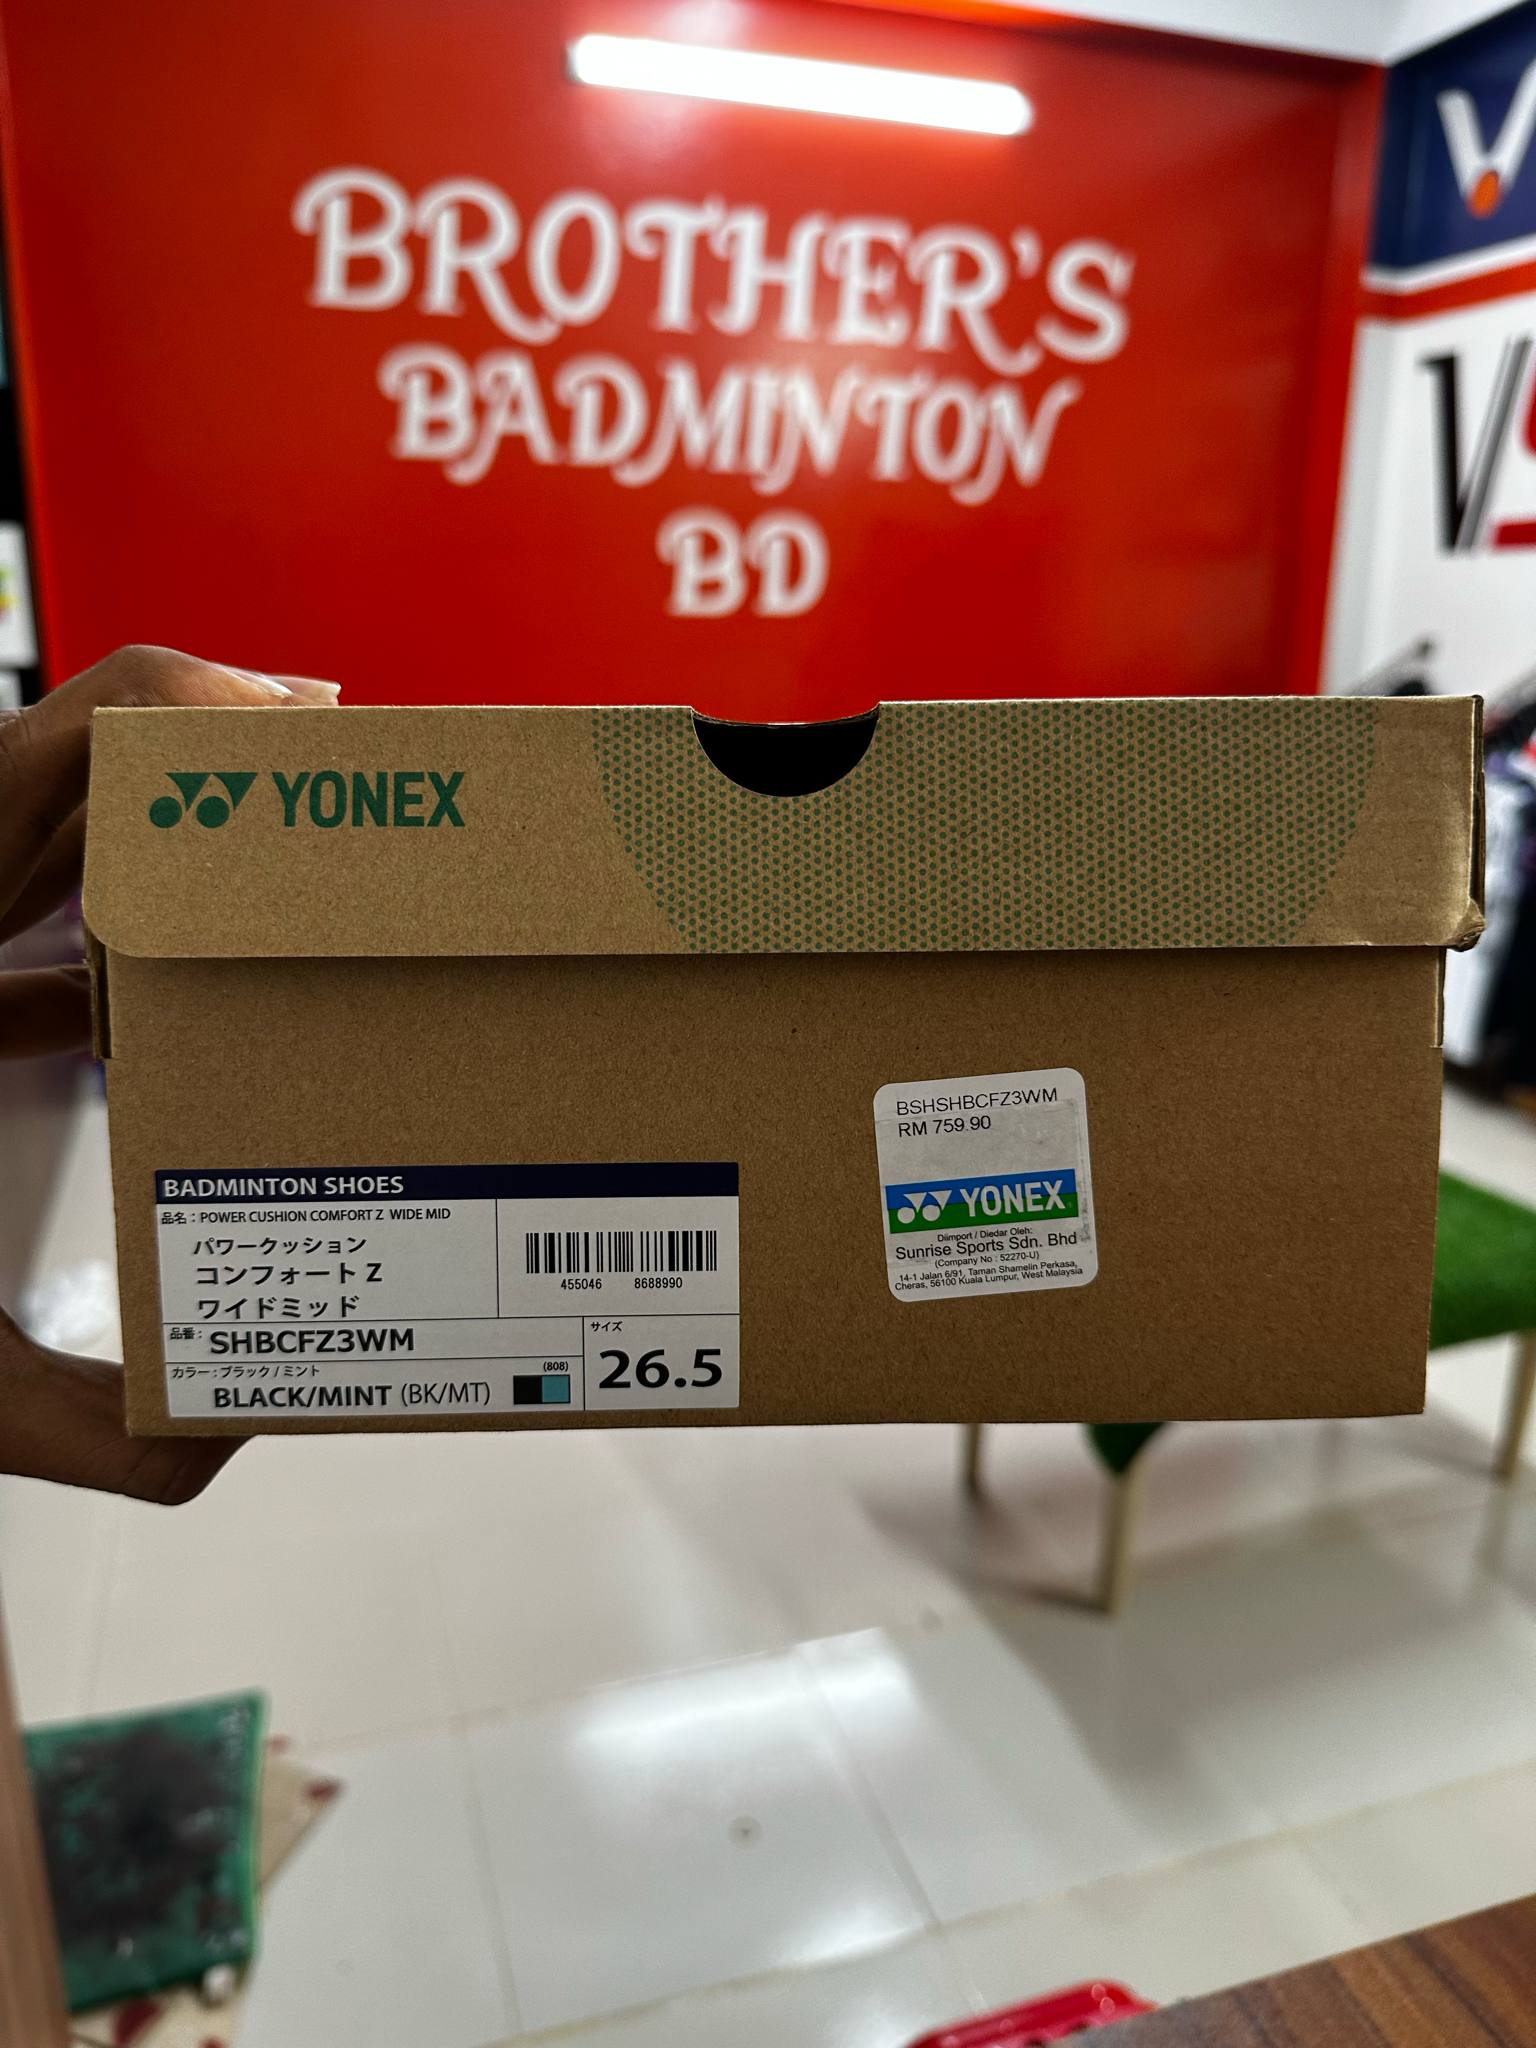 BROTHER'S
BADMINTON
BD
YONEX
BADMINTON SHOES
品名：POWER CUSHION COMFORT Z WIDE MID
パワークッション
コンフォート Z
ワイドミッド
455046 8688990
品番：SHBCFZ3WM
カラー：ブラック / ミント
(808)
BLACK/MINT (BK/MT)
サイズ
26.5
BSHSHBCFZ3WM
RM 759.90
YONEX
Diimport / Diedar Oleh:
Sunrise Sports Sdn. Bhd
(Company No : 52270-U)
14-1 Jalan 6/91, Taman Shamelin Perkasa,
Cheras, 56100 Kuala Lumpur, West Malaysia